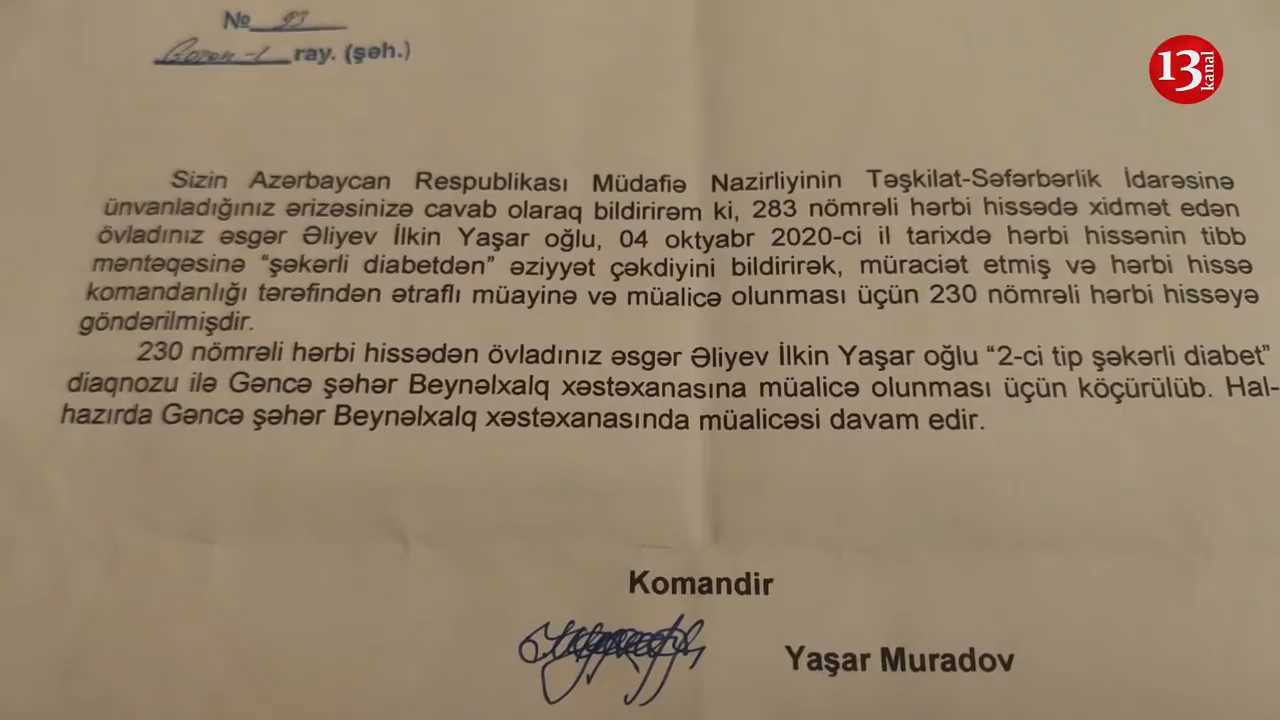 № 93
ray. (şəh.)
13 kanal
Sizin Azərbaycan Respublikası Müdafiə Nazirliyinin Təşkilat-Səfərbərlik İdarəsinə
ünvanladığınız ərizəsinizə cavab olaraq bildirirəm ki, 283 nömrəli hərbi hissədə xidmət edən
övladınız əsgər Əliyev İlkin Yaşar oğlu, 04 oktyabr 2020-ci il tarixdə hərbi hissənin tibb
məntəqəsinə “şəkərli diabetdən” əziyyət çəkdiyini bildirirək, müraciət etmiş və hərbi hissə
komandanlığı tərəfindən ətraflı müayinə və müalicə olunması üçün 230 nömrəli hərbi hissəyə
göndərilmişdir.
230 nömrəli hərbi hissədən övladınız əsgər Əliyev İlkin Yaşar oğlu “2-ci tip şəkərli diabet”
diaqnozu ilə Gəncə şəhər Beynəlxalq xəstəxanasına müalicə olunması üçün köçürülüb. Hal-
hazırda Gəncə şəhər Beynəlxalq xəstəxanasında müalicəsi davam edir.
Komandir
Yaşar Muradov